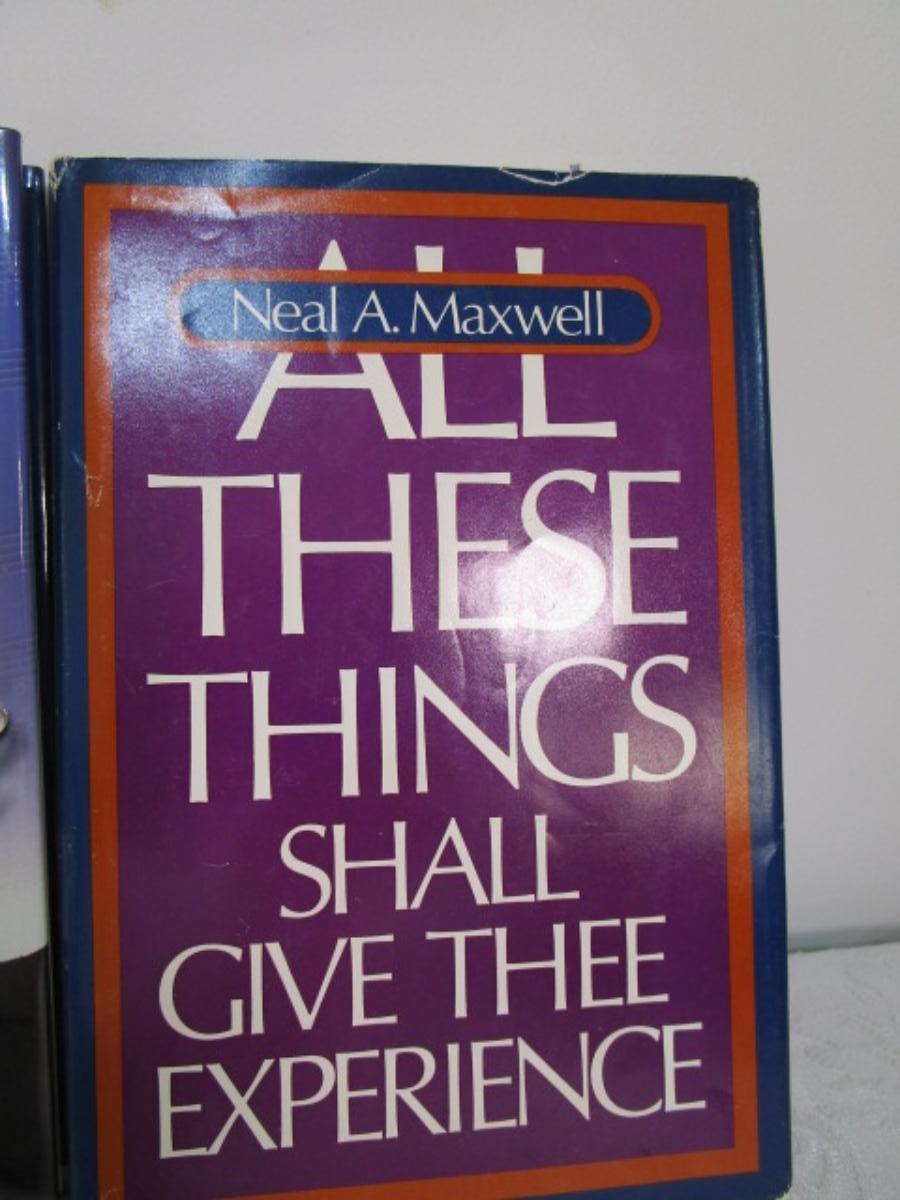 Neal A. Maxwell
ALL
THESE
THINGS
SHALL
GIVE THEE
EXPERIENCE